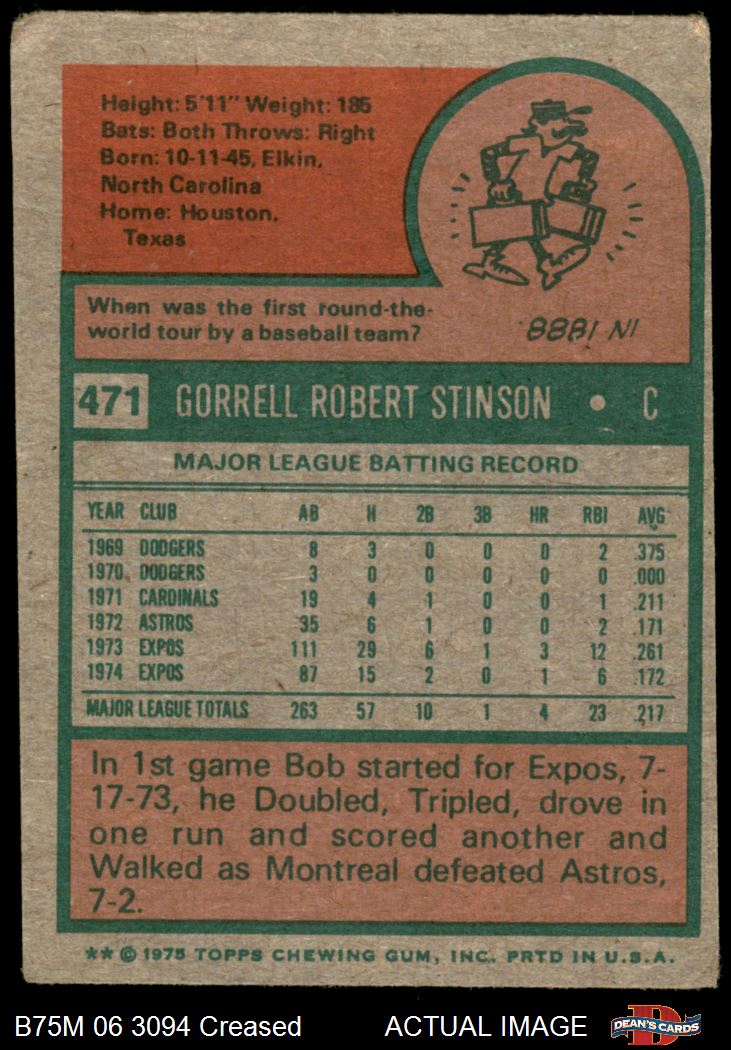 Height: 5'11" Weight: 185
Bats: Both Throws: Right
Born: 10-11-45, Elkin,
North Carolina
Home: Houston,
Texas
When was the first round-the-
world tour by a baseball team?
IN 1888
471 GORRELL ROBERT STINSON • C
MAJOR LEAGUE BATTING RECORD
YEAR CLUB AB H 2B 3B HR RBI AVG
1969 DODGERS 8 3 0 0 0 2 .375
1970 DODGERS 3 0 0 0 0 0 .000
1971 CARDINALS 19 4 1 0 0 1 .211
1972 ASTROS 35 6 1 0 0 2 .171
1973 EXPOS 111 29 6 1 3 12 .261
1974 EXPOS 87 15 2 0 1 6 .172
MAJOR LEAGUE TOTALS 263 57 10 1 4 23 .217
In 1st game Bob started for Expos, 7-
17-73, he Doubled, Tripled, drove in
one run and scored another and
Walked as Montreal defeated Astros,
7-2.
** © 1975 TOPPS CHEWING GUM, INC. PRTD IN U.S.A.
B75M 06 3094 Creased ACTUAL IMAGE DEAN'S CARDS